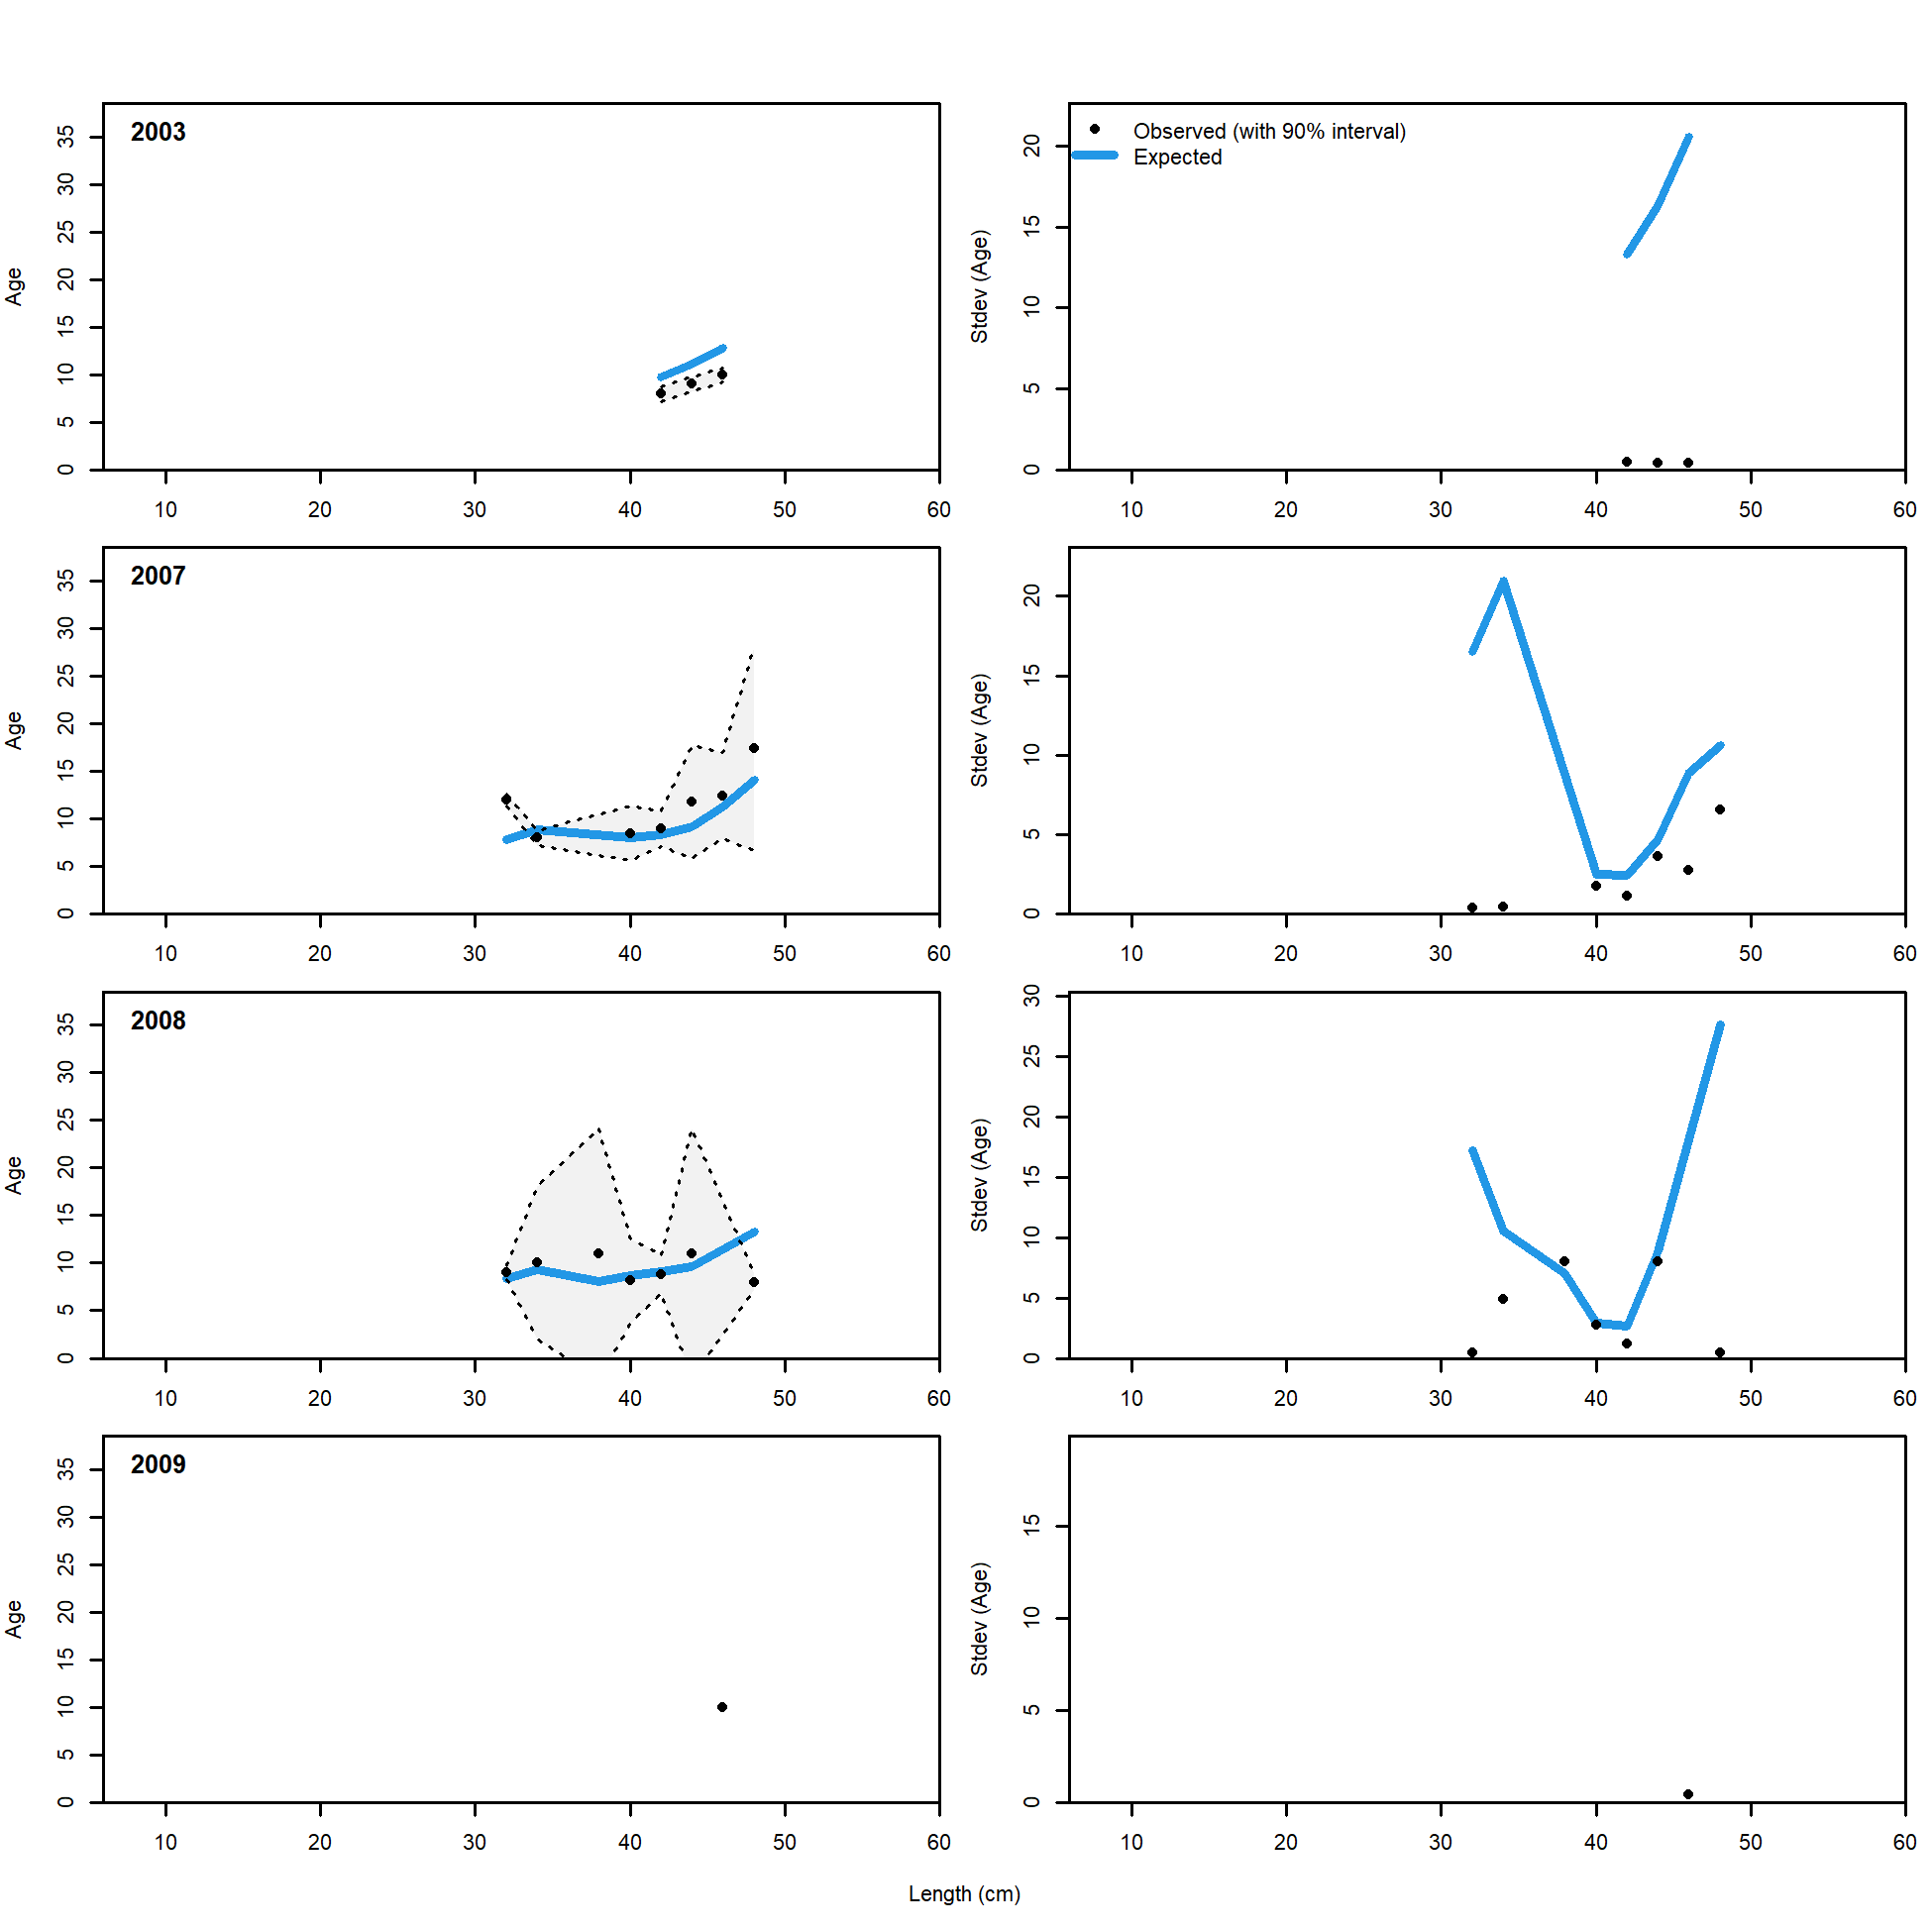 2003
Age
0 5 10 15 20 25 30 35
10 20 30 40 50 60
Observed (with 90% interval)
Expected
Stdev (Age)
0 5 10 15 20
10 20 30 40 50 60
2007
Age
0 5 10 15 20 25 30 35
10 20 30 40 50 60
Stdev (Age)
0 5 10 15 20
10 20 30 40 50 60
2008
Age
0 5 10 15 20 25 30 35
10 20 30 40 50 60
Stdev (Age)
0 5 10 15 20 25 30
10 20 30 40 50 60
2009
Age
0 5 10 15 20 25 30 35
10 20 30 40 50 60
Stdev (Age)
0 5 10 15
10 20 30 40 50 60
Length (cm)